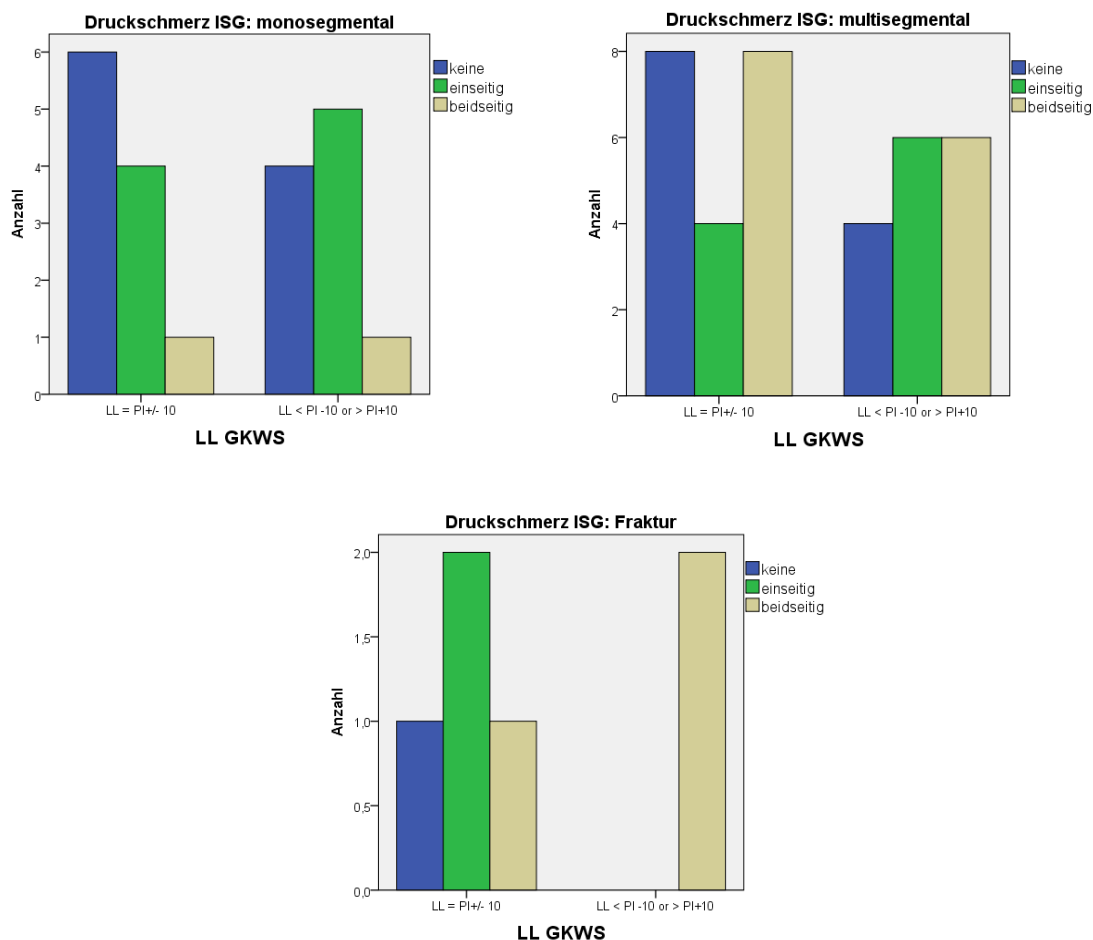 Druckschmerz ISG: monosegmental
6
5
4
3
2
1
0
Anzahl
LL = PI+/- 10
LL < PI -10 or > PI+10
LL GKWS
keine
einseitig
beidseitig
Druckschmerz ISG: multisegmental
8
6
4
2
0
Anzahl
LL = PI+/- 10
LL < PI -10 or > PI+10
LL GKWS
keine
einseitig
beidseitig
Druckschmerz ISG: Fraktur
2,0
1,5
1,0
0,5
0,0
Anzahl
LL = PI+/- 10
LL < PI -10 or > PI+10
LL GKWS
keine
einseitig
beidseitig